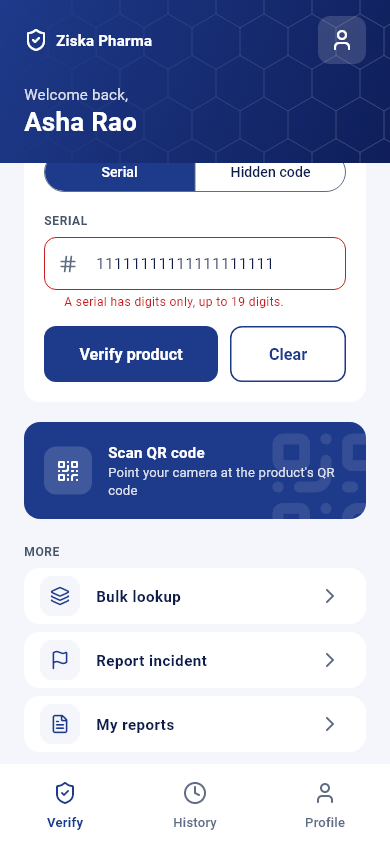 Ziska Pharma
Welcome back,
Asha Rao
Serial
Hidden code
SERIAL
11111111111111111111
A serial has digits only, up to 19 digits.
Verify product
Clear
Scan QR code
Point your camera at the product's QR
code
MORE
Bulk lookup
Report incident
My reports
Verify
History
Profile